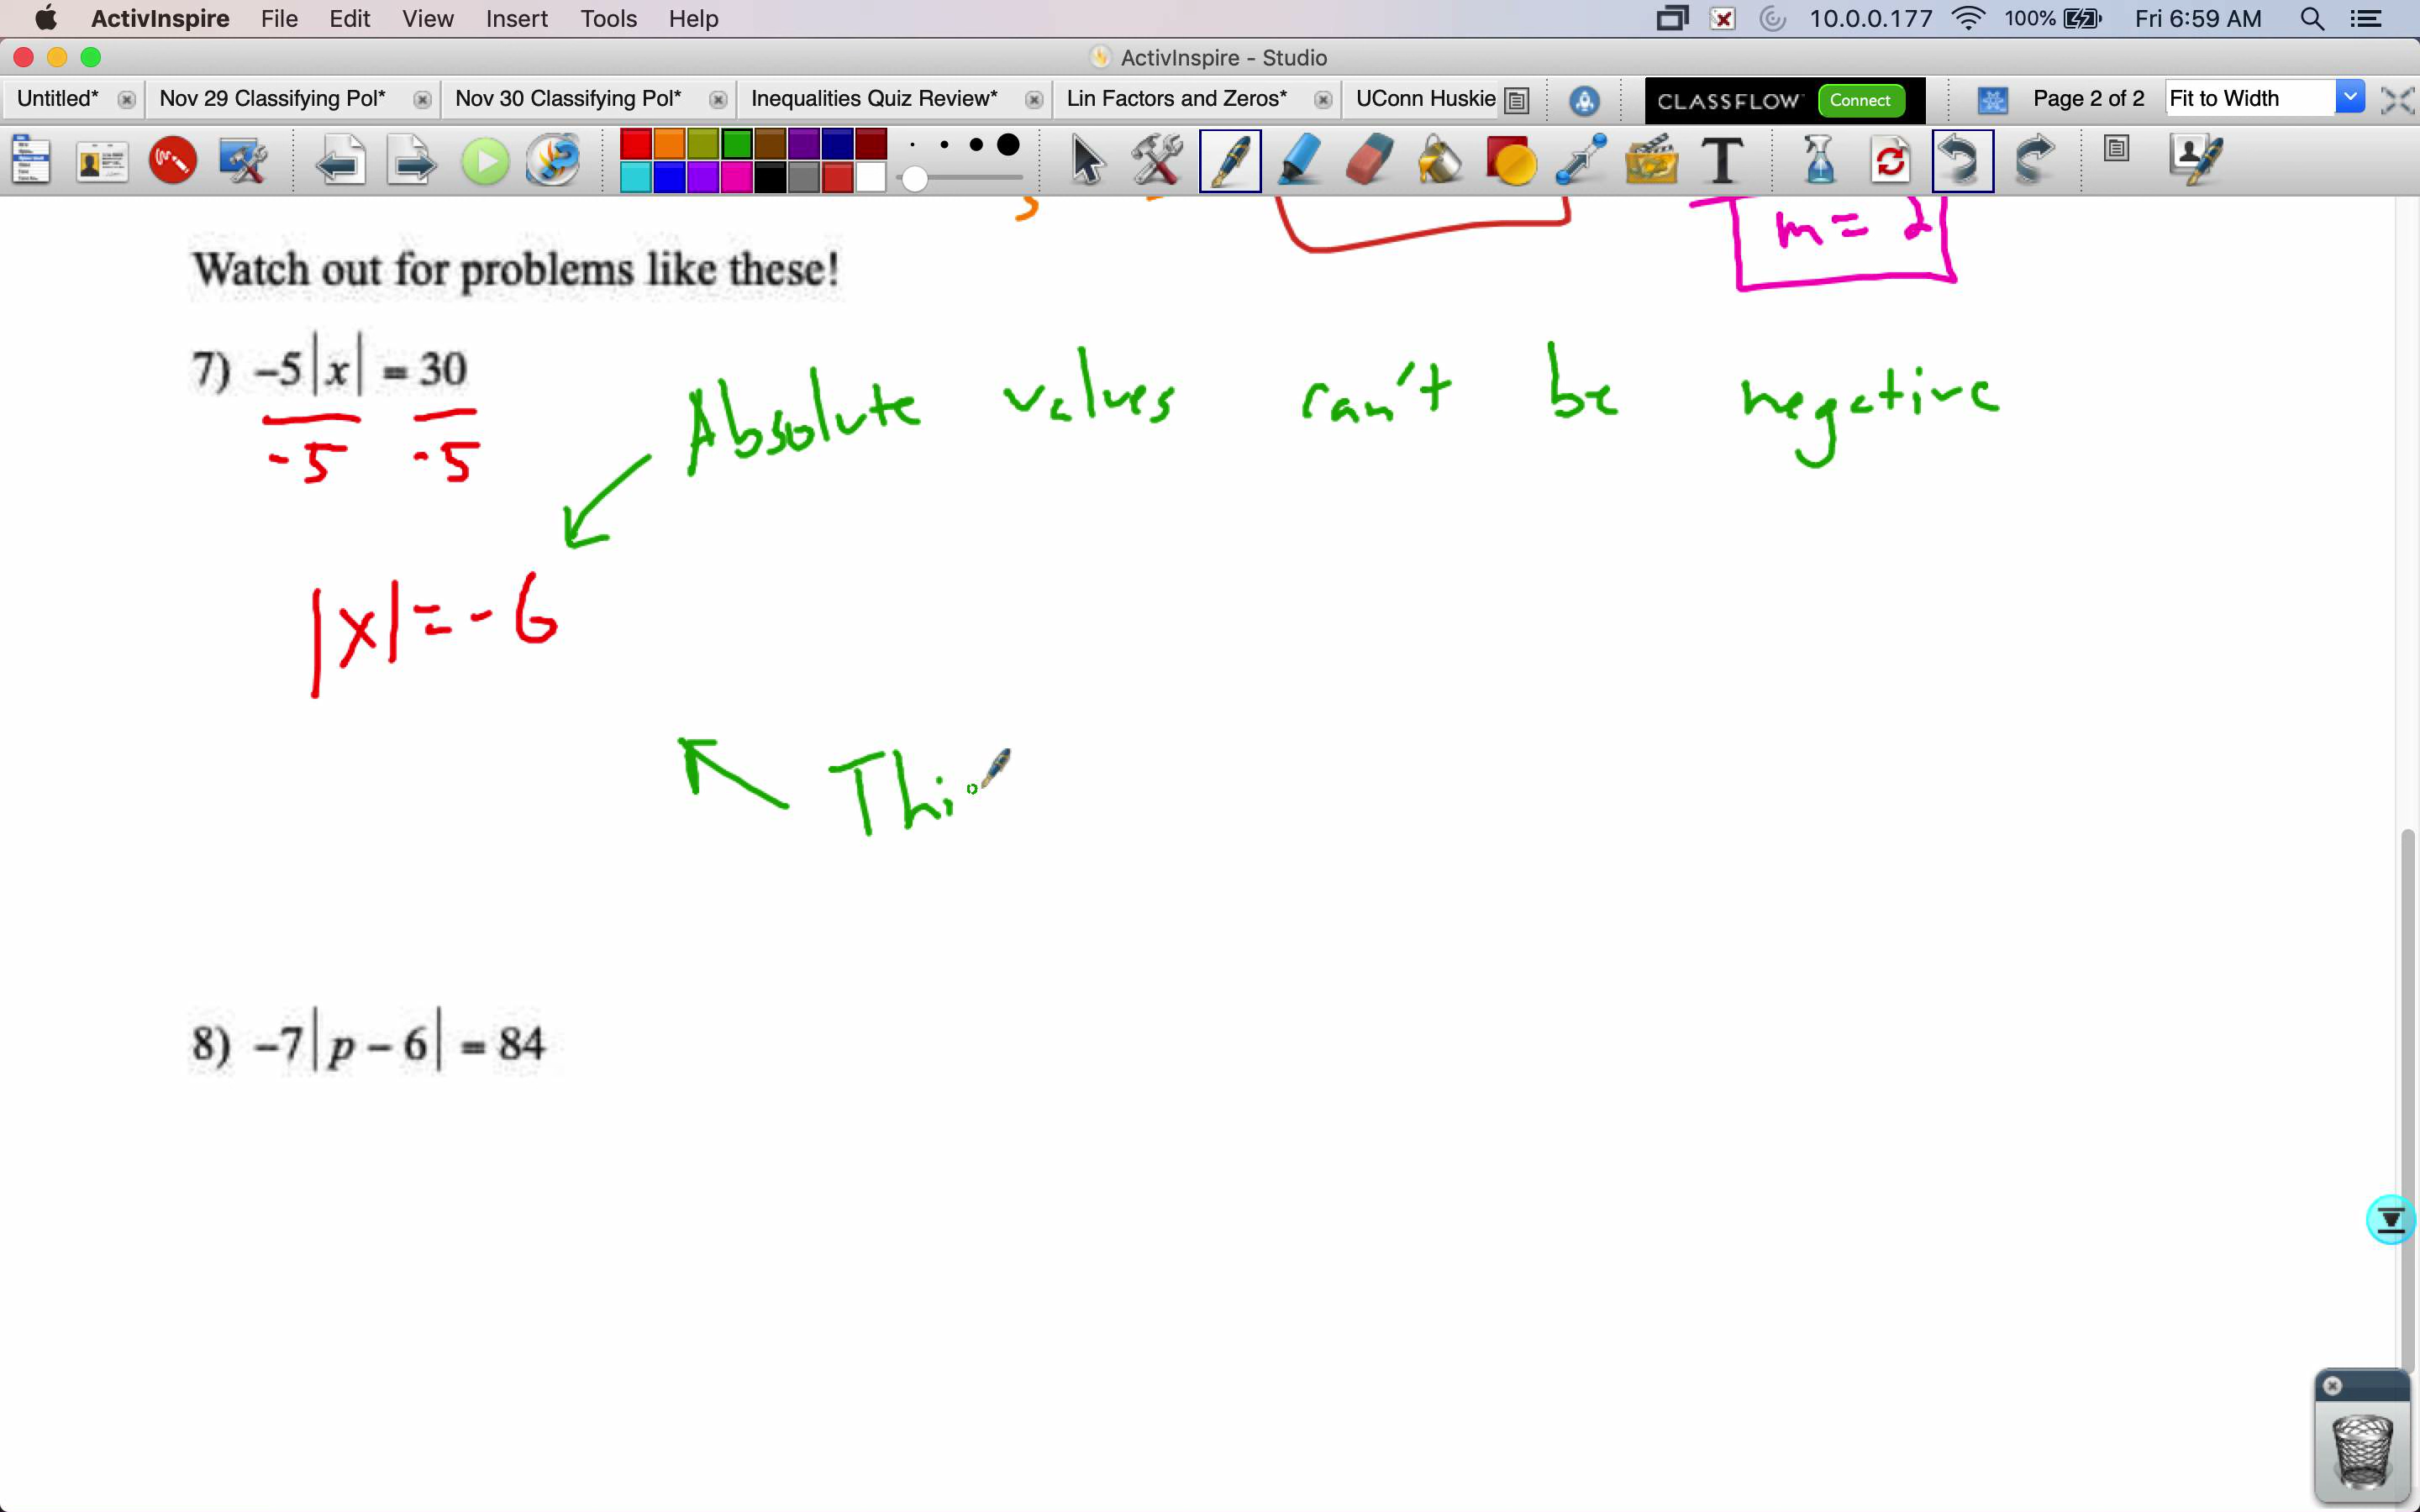 ActivInspire File Edit View Insert Tools Help 10.0.0.177 100% Fri 6:59 AM
ActivInspire - Studio
Untitled* Nov 29 Classifying Pol* Nov 30 Classifying Pol* Inequalities Quiz Review* Lin Factors and Zeros* UConn Huskie CLASSFLOW Connect Page 2 of 2 Fit to Width
T
m = 2
Watch out for problems like these!
7) -5|x| = 30
Absolute values can't be negative
-5 -5
|x| = -6
Thi
8) -7|p - 6| = 84